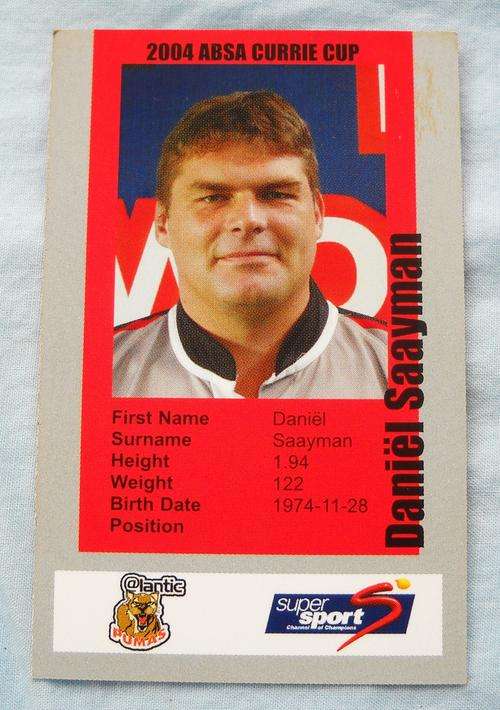 2004 ABSA CURRIE CUP
Daniël Saayman
First Name Daniël
Surname Saayman
Height 1.94
Weight 122
Birth Date 1974-11-28
Position
@lantic
PUMAS
super
sport
Channel of Champions